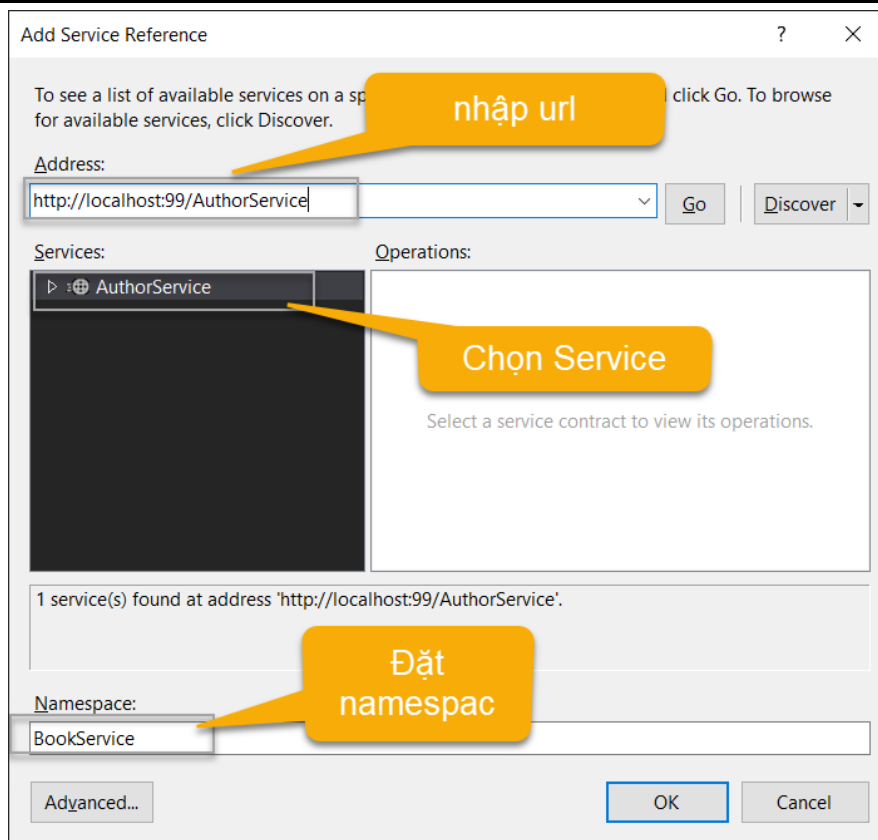 Add Service Reference ?
To see a list of available services on a sp click Go. To browse
for available services, click Discover.
nhập url
Address:
http://localhost:99/AuthorService
Go
Discover
Services:
Operations:
AuthorService
Chọn Service
Select a service contract to view its operations.
1 service(s) found at address 'http://localhost:99/AuthorService'.
Đặt
namespac
Namespace:
BookService
Advanced...
OK
Cancel